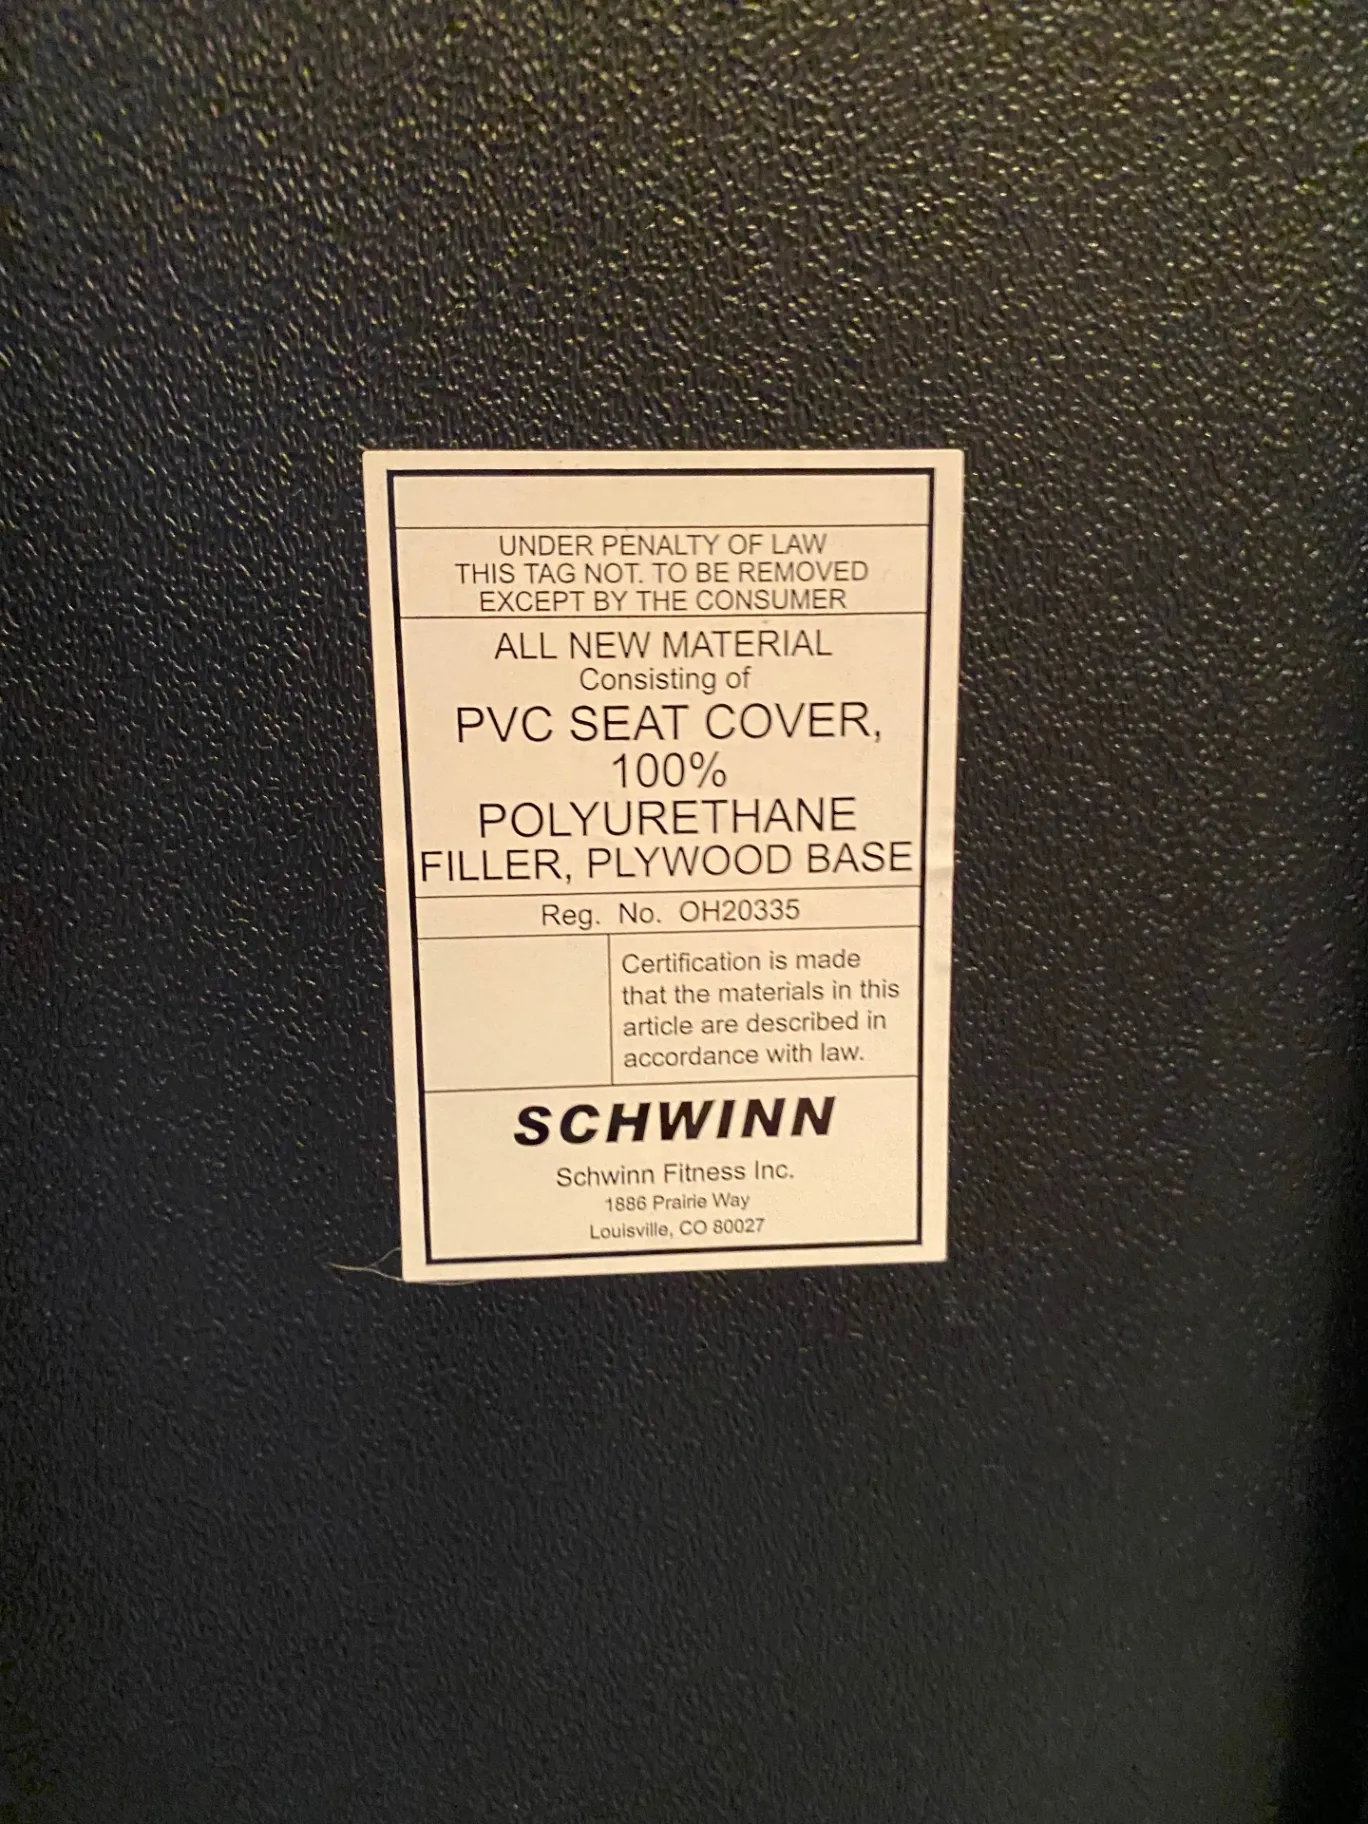 UNDER PENALTY OF LAW
THIS TAG NOT. TO BE REMOVED
EXCEPT BY THE CONSUMER
ALL NEW MATERIAL
Consisting of
PVC SEAT COVER,
100%
POLYURETHANE
FILLER, PLYWOOD BASE
Reg. No. OH20335
Certification is made
that the materials in this
article are described in
accordance with law.
SCHWINN
Schwinn Fitness Inc.
1886 Prairie Way
Louisville, CO 80027